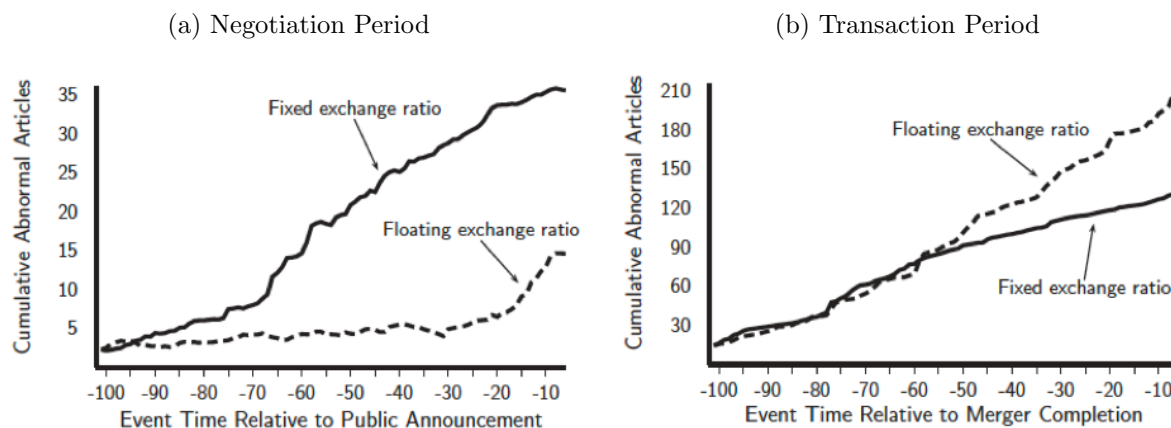 (a) Negotiation Period
Cumulative Abnormal Articles
35
30
25
20
15
10
5
Fixed exchange ratio
Floating exchange ratio
-100 -90 -80 -70 -60 -50 -40 -30 -20 -10
Event Time Relative to Public Announcement
(b) Transaction Period
Cumulative Abnormal Articles
210
180
150
120
90
60
30
Floating exchange ratio
Fixed exchange ratio
-100 -90 -80 -70 -60 -50 -40 -30 -20 -10
Event Time Relative to Merger Completion